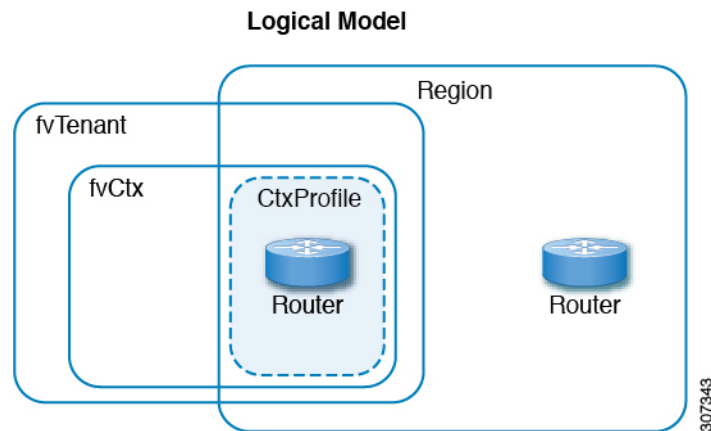 Logical Model
Region
fvTenant
fvCtx
CtxProfile
Router
Router
307343